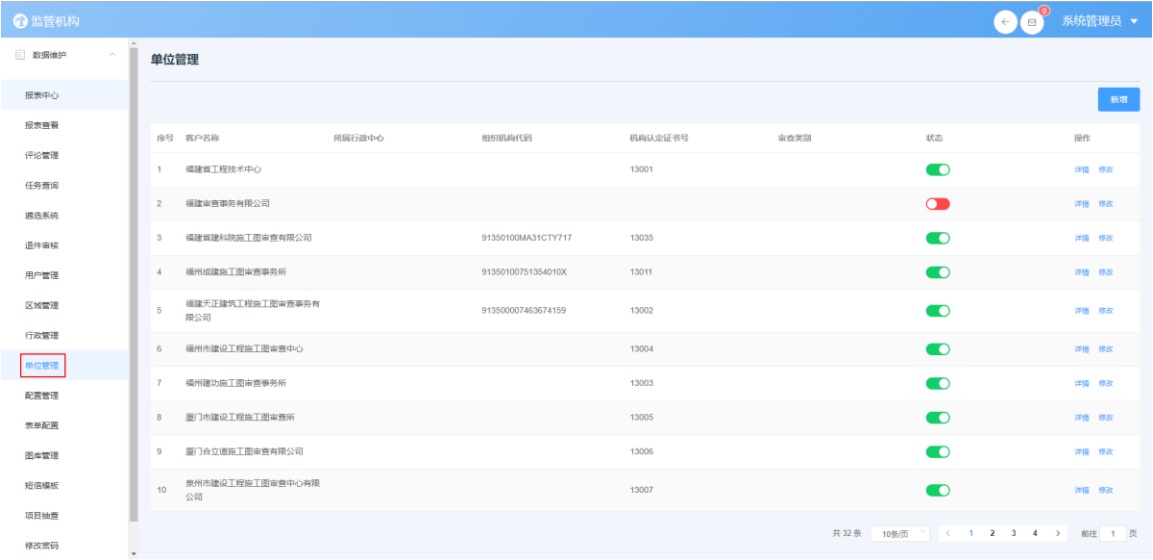 监管机构
0
系统管理员
数据维护
单位管理
报表中心
新增
报表查看
评论管理
任务查询
遴选系统
退件审核
用户管理
区域管理
行政管理
单位管理
配置管理
表单配置
图库管理
短信模板
项目抽查
修改密码
序号 客户名称 所属行政中心 组织机构代码 机构认定证书号 审查类别 状态 操作
1 福建省工程技术中心 13001 详情 修改
2 福建审查事务有限公司 详情 修改
3 福建省建科院施工图审查有限公司 91350100MA31CTY717 13035 详情 修改
4 福州成建施工图审查事务所 91350100751354010X 13011 详情 修改
5 福建天正建筑工程施工图审查事务有
限公司 913500007463674159 13002 详情 修改
6 福州市建设工程施工图审查中心 13004 详情 修改
7 福州建功施工图审查事务所 13003 详情 修改
8 厦门市建设工程施工图审查所 13005 详情 修改
9 厦门合立道施工图审查有限公司 13006 详情 修改
10 泉州市建设工程施工图审查中心有限
公司 13007 详情 修改
共 32 条 10条/页 1 2 3 4 前往 1 页